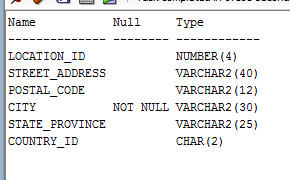 Name Null Type
-------------- -------- ------------
LOCATION_ID NUMBER(4)
STREET_ADDRESS VARCHAR2(40)
POSTAL_CODE VARCHAR2(12)
CITY NOT NULL VARCHAR2(30)
STATE_PROVINCE VARCHAR2(25)
COUNTRY_ID CHAR(2)